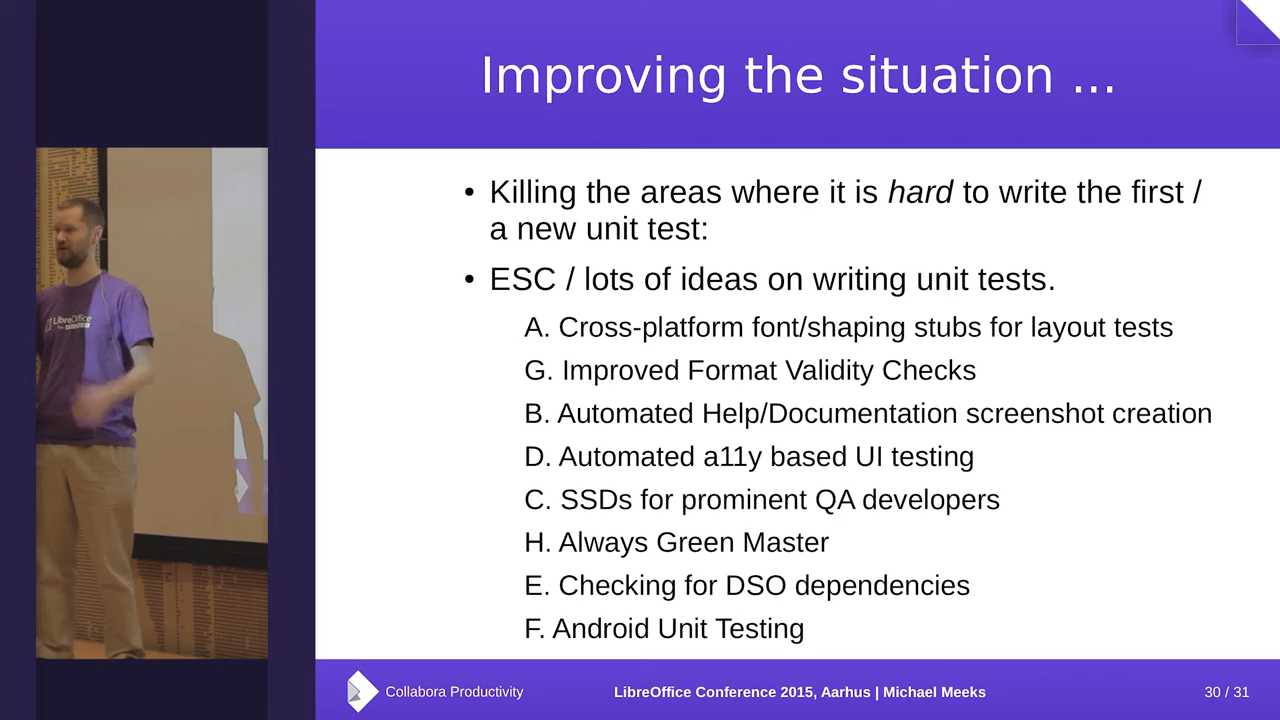 Improving the situation ...
• Killing the areas where it is hard to write the first /
a new unit test:
• ESC / lots of ideas on writing unit tests.
A. Cross-platform font/shaping stubs for layout tests
G. Improved Format Validity Checks
B. Automated Help/Documentation screenshot creation
D. Automated a11y based UI testing
C. SSDs for prominent QA developers
H. Always Green Master
E. Checking for DSO dependencies
F. Android Unit Testing
LibreOffice
Collabora Productivity
LibreOffice Conference 2015, Aarhus | Michael Meeks
30 / 31